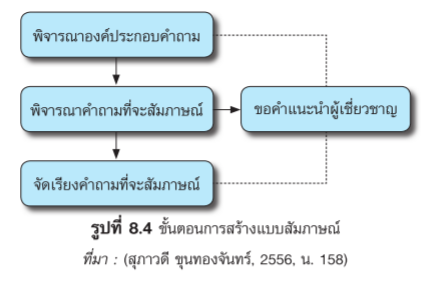 พิจารณองค์ประกอบคำถาม
พิจารณาคำถามที่จะสัมภาษณ์
ขอคำแนะนำผู้เชี่ยวชาญ
จัดเรียงคำถามที่จะสัมภาษณ์
รูปที่ 8.4 ขั้นตอนการสร้างแบบสัมภาษณ์
ที่มา : (สุภาวดี ขุนทองจันทร์, 2556, น. 158)